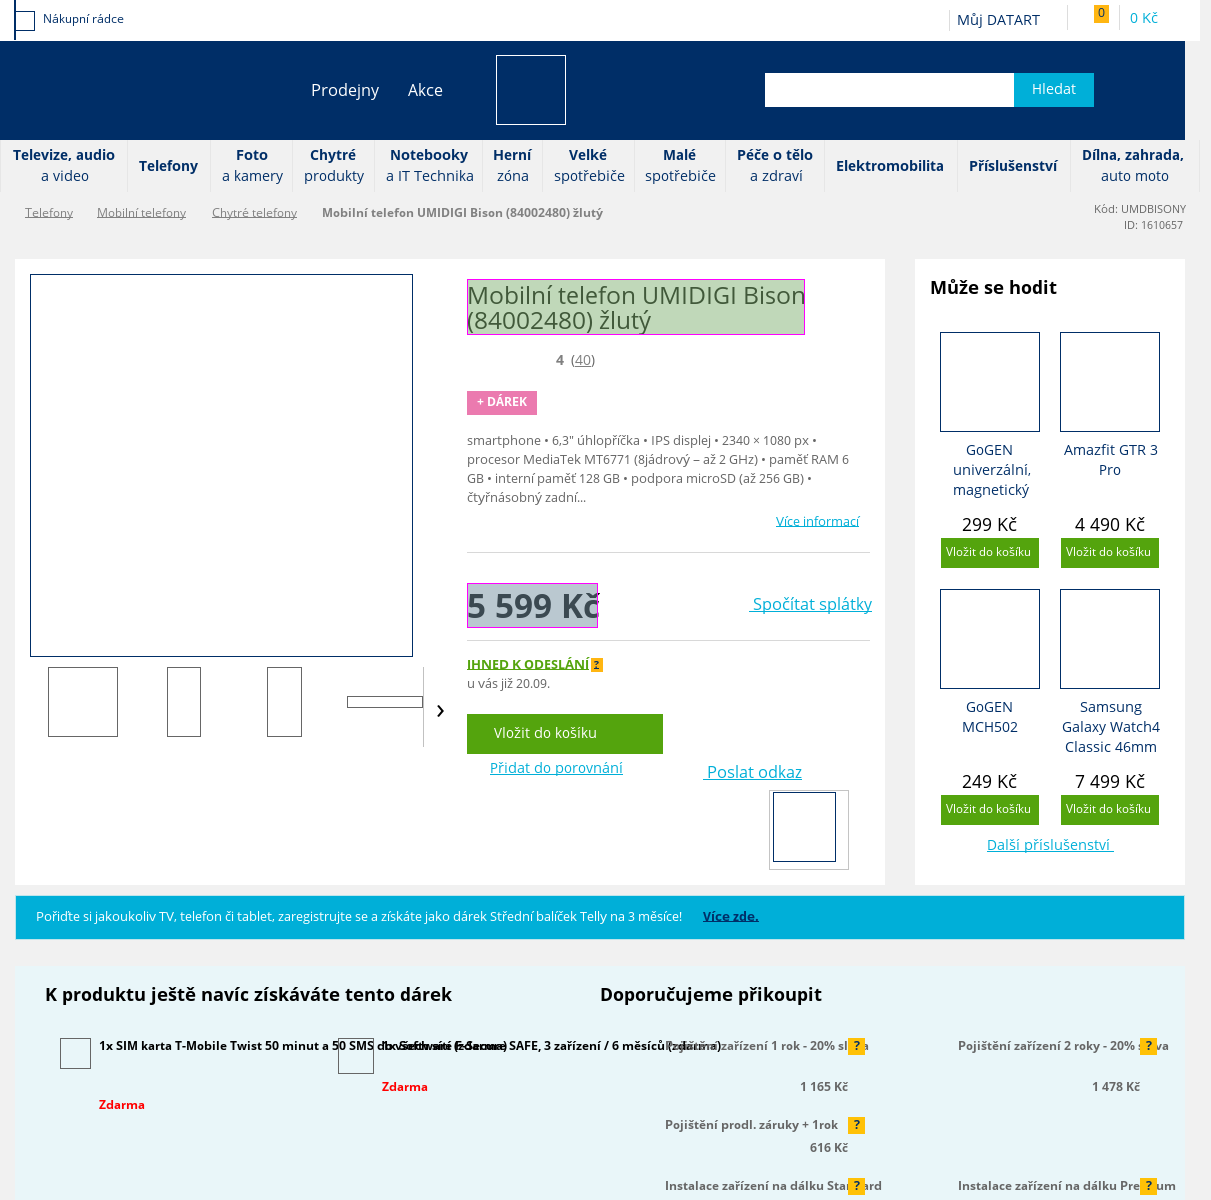 Nákupní rádce
Můj DATART
0
0 Kč
Prodejny
Akce
Hledat
Televize, audio
a video
Telefony
Foto
a kamery
Chytré
produkty
Notebooky
a IT Technika
Herní
zóna
Velké
spotřebiče
Malé
spotřebiče
Péče o tělo
a zdraví
Elektromobilita
Příslušenství
Dílna, zahrada,
auto moto
Telefony
Mobilní telefony
Chytré telefony
Mobilní telefon UMIDIGI Bison (84002480) žlutý
Kód: UMDBISONY
ID: 1610657
Mobilní telefon UMIDIGI Bison
(84002480) žlutý
4 (40)
+ DÁREK
smartphone • 6,3" úhlopříčka • IPS displej • 2340 × 1080 px •
procesor MediaTek MT6771 (8jádrový – až 2 GHz) • paměť RAM 6
GB • interní paměť 128 GB • podpora microSD (až 256 GB) •
čtyřnásobný zadní...
Více informací
5 599 Kč
Spočítat splátky
IHNED K ODESLÁNÍ ?
u vás již 20.09.
Vložit do košíku
Přidat do porovnání
Poslat odkaz
Může se hodit
GoGEN
univerzální,
magnetický
299 Kč
Vložit do košíku
Amazfit GTR 3
Pro
4 490 Kč
Vložit do košíku
GoGEN
MCH502
249 Kč
Vložit do košíku
Samsung
Galaxy Watch4
Classic 46mm
7 499 Kč
Vložit do košíku
Další příslušenství
Pořiďte si jakoukoliv TV, telefon či tablet, zaregistrujte se a získáte jako dárek Střední balíček Telly na 3 měsíce!
Více zde.
K produktu ještě navíc získáváte tento dárek
1x SIM karta T-Mobile Twist 50 minut a 50 SMS do všech sítí (zdarma)
Zdarma
1x Software F-Secure SAFE, 3 zařízení / 6 měsíců (zdarma)
Zdarma
Doporučujeme přikoupit
Pojištění zařízení 1 rok - 20% sleva ?
1 165 Kč
Pojištění zařízení 2 roky - 20% sleva ?
1 478 Kč
Pojištění prodl. záruky + 1rok ?
616 Kč
Instalace zařízení na dálku Standard ?
Instalace zařízení na dálku Premium ?